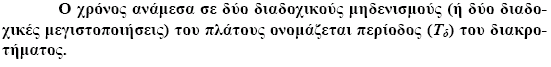 Ο χρόνος ανάμεσα σε δύο διαδοχικούς μηδενισμούς (ή δύο διαδο-
χικές μεγιστοποιήσεις) του πλάτους ονομάζεται περίοδος (Τδ) του διακρο-
τήματος.